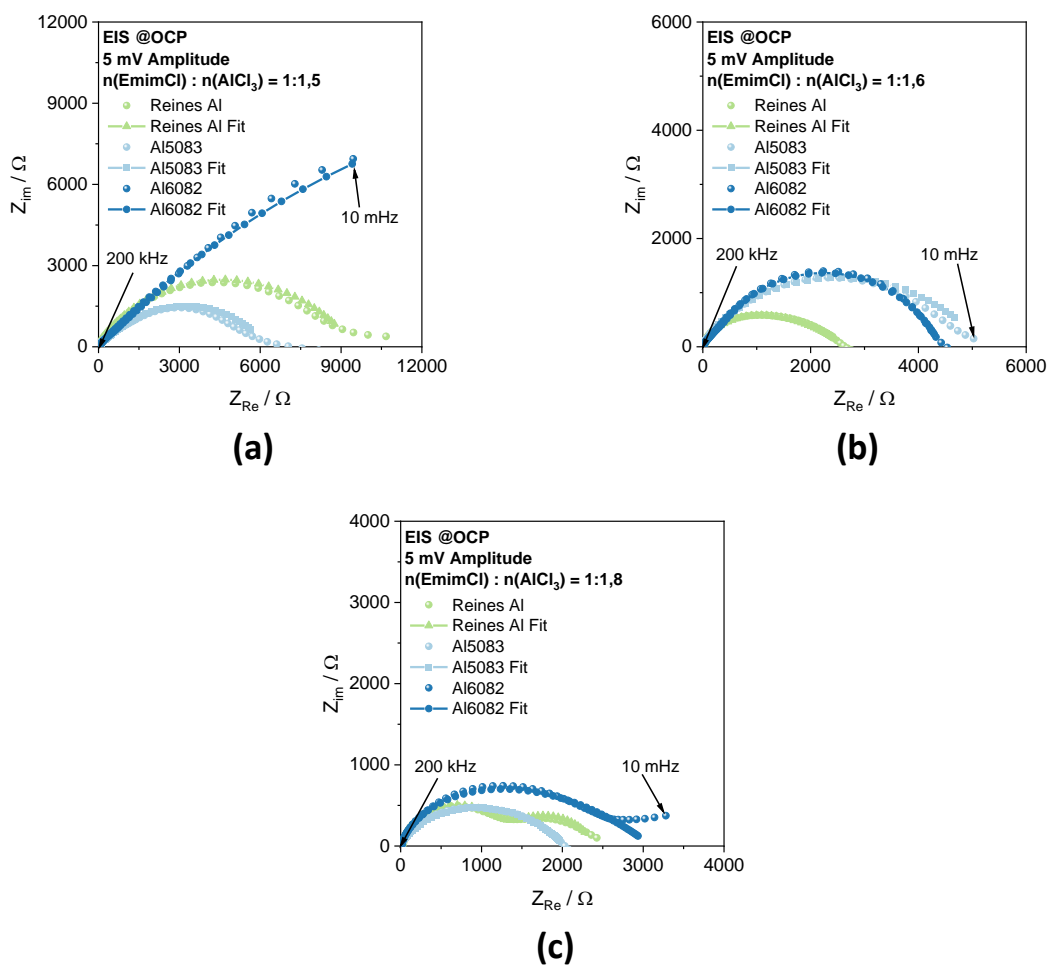 12000
9000
6000
3000
0
Z_im / Ω
EIS @OCP
5 mV Amplitude
n(EmimCl) : n(AlCl₃) = 1:1,5
Reines Al
Reines Al Fit
Al5083
Al5083 Fit
Al6082
Al6082 Fit
200 kHz
10 mHz
0 3000 6000 9000 12000
Z_Re / Ω
(a)
6000
4000
2000
0
Z_im / Ω
EIS @OCP
5 mV Amplitude
n(EmimCl) : n(AlCl₃) = 1:1,6
Reines Al
Reines Al Fit
Al5083
Al5083 Fit
Al6082
Al6082 Fit
200 kHz
10 mHz
0 2000 4000 6000
Z_Re / Ω
(b)
4000
3000
2000
1000
0
Z_im / Ω
EIS @OCP
5 mV Amplitude
n(EmimCl) : n(AlCl₃) = 1:1,8
Reines Al
Reines Al Fit
Al5083
Al5083 Fit
Al6082
Al6082 Fit
200 kHz
10 mHz
0 1000 2000 3000 4000
Z_Re / Ω
(c)